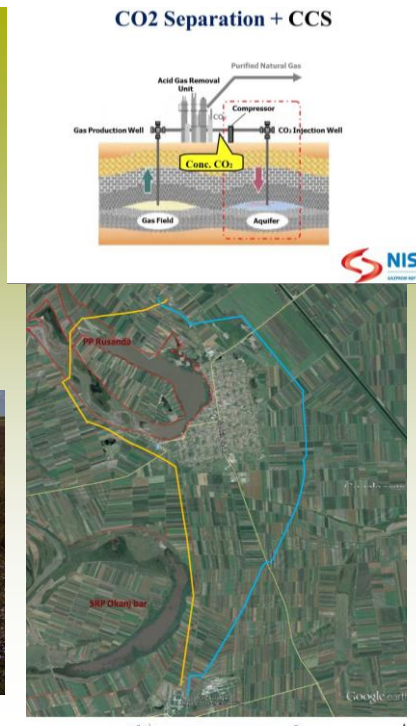 CO2 Separation + CCS
Purified Natural Gas
Acid Gas Removal
Unit
CO₂
Compressor
Gas Production Well
CO₂ Injection Well
Conc. CO₂
Gas Field
Aquifer
NIS
PP Rusanda
SRP Okanj bar
Google earth